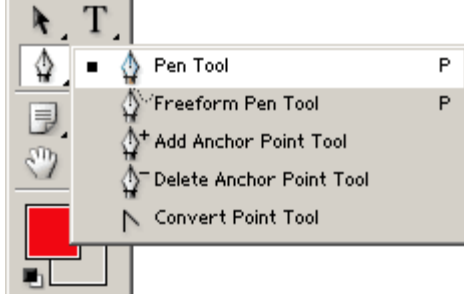 T
Pen Tool P
Freeform Pen Tool P
Add Anchor Point Tool
Delete Anchor Point Tool
Convert Point Tool